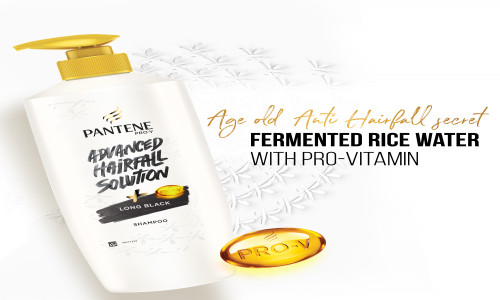 PANTENE
PRO-V
ADVANCED
HAIRFALL
SOLUTION
+
LONG BLACK
SHAMPOO
Age old Anti Hairfall secret
FERMENTED RICE WATER
WITH PRO-VITAMIN
PRO-V